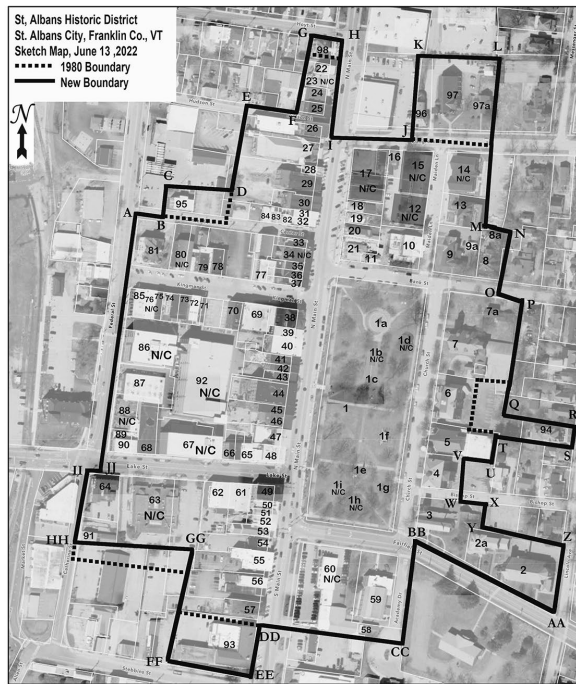 St, Albans Historic District
St. Albans City, Franklin Co., VT
Sketch Map, June 13 ,2022
1980 Boundary
New Boundary
N
G H
98
22
23 N/C
24
25
26
27
28
29
30
31
32
K L
96 97 97a
E F
I J
Hoyt St
N Main St
C D
95
A B
16
17 N/C
15 N/C
14 N/C
12 N/C
13
18
19
20
21
11
10
M N
8a
9 9a 8
84 83 82
81
80 N/C
79 78
77
33
34 N/C
35
36
37
Bank St
O P
7a
7
85 76 75 74 73 72 71
N/C
70
69
38
39
40
86 N/C
41
42
43
87
92 N/C
44
45
46
47
48
88 N/C
89
90
68
67 N/C
66 65
1a
1b N/C
1c
1d N/C
1
1e
1f
1g
1h N/C
1i N/C
Church St
N Main St
Federal St
6
5
4
3
Q R
94
S T
U V
W X
Y Z
2a
2
AA
Lake St
II JJ
64
63 N/C
62 61
49
50
51
52
53
54
55
56
57
HH 91
GG
BB
60 N/C
59
58
CC
DD
93
EE
FF
S Main St